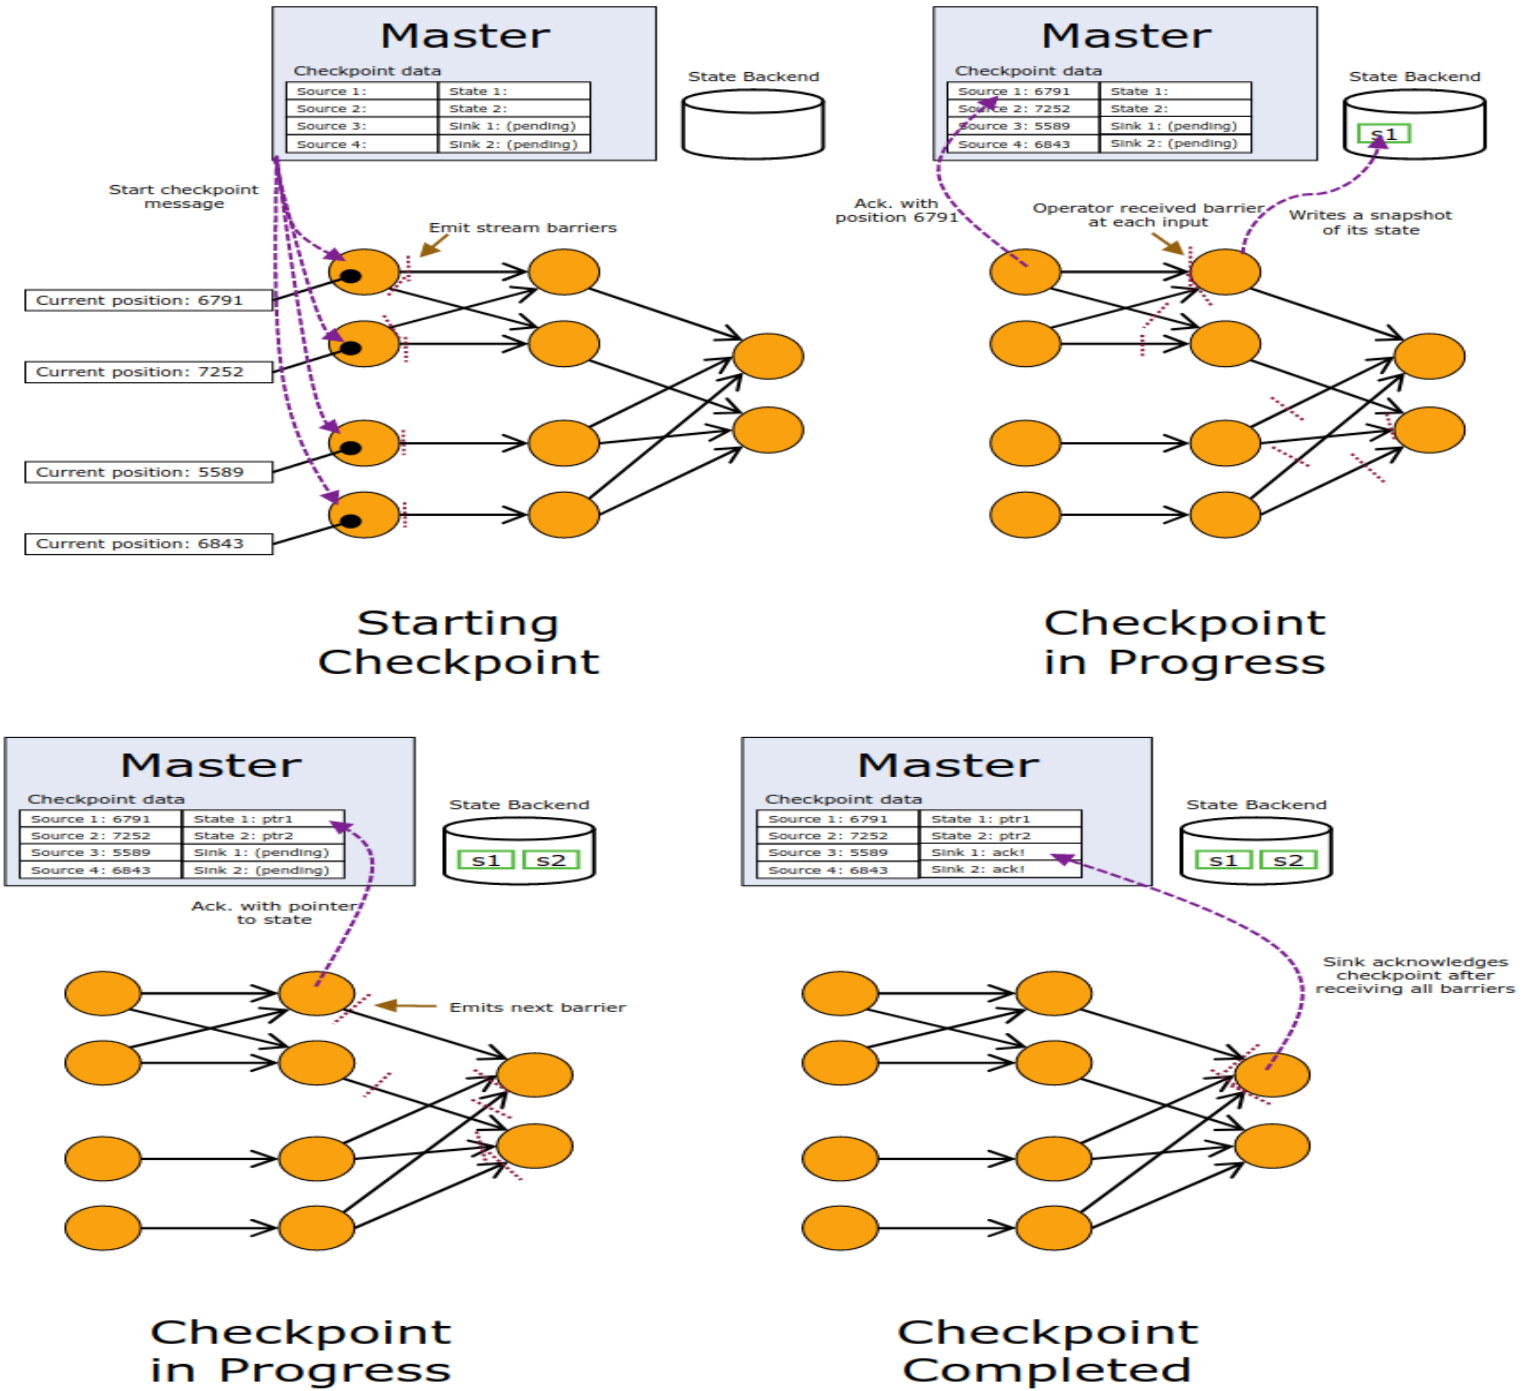 Master
Checkpoint data
Source 1:
State 1:
Source 2:
State 2:
Source 3:
Sink 1: (pending)
Source 4:
Sink 2: (pending)
State Backend
Start checkpoint
message
Emit stream barriers
Current position: 6791
Current position: 7252
Current position: 5589
Current position: 6843
Starting
Checkpoint
Master
Checkpoint data
Source 1: 6791
State 1:
Source 2: 7252
State 2:
Source 3: 5589
Sink 1: (pending)
Source 4: 6843
Sink 2: (pending)
State Backend
s1
Ack. with
position 6791
Operator received barrier
at each input
Writes a snapshot
of its state
Checkpoint
in Progress
Master
Checkpoint data
Source 1: 6791
State 1: ptr1
Source 2: 7252
State 2: ptr2
Source 3: 5589
Sink 1: (pending)
Source 4: 6843
Sink 2: (pending)
State Backend
s1
s2
Ack. with pointer
to state
Emits next barrier
Checkpoint
in Progress
Master
Checkpoint data
Source 1: 6791
State 1: ptr1
Source 2: 7252
State 2: ptr2
Source 3: 5589
Sink 1: ack!
Source 4: 6843
Sink 2: ack!
State Backend
s1
s2
Sink acknowledges
checkpoint after
receiving all barriers
Checkpoint
Completed